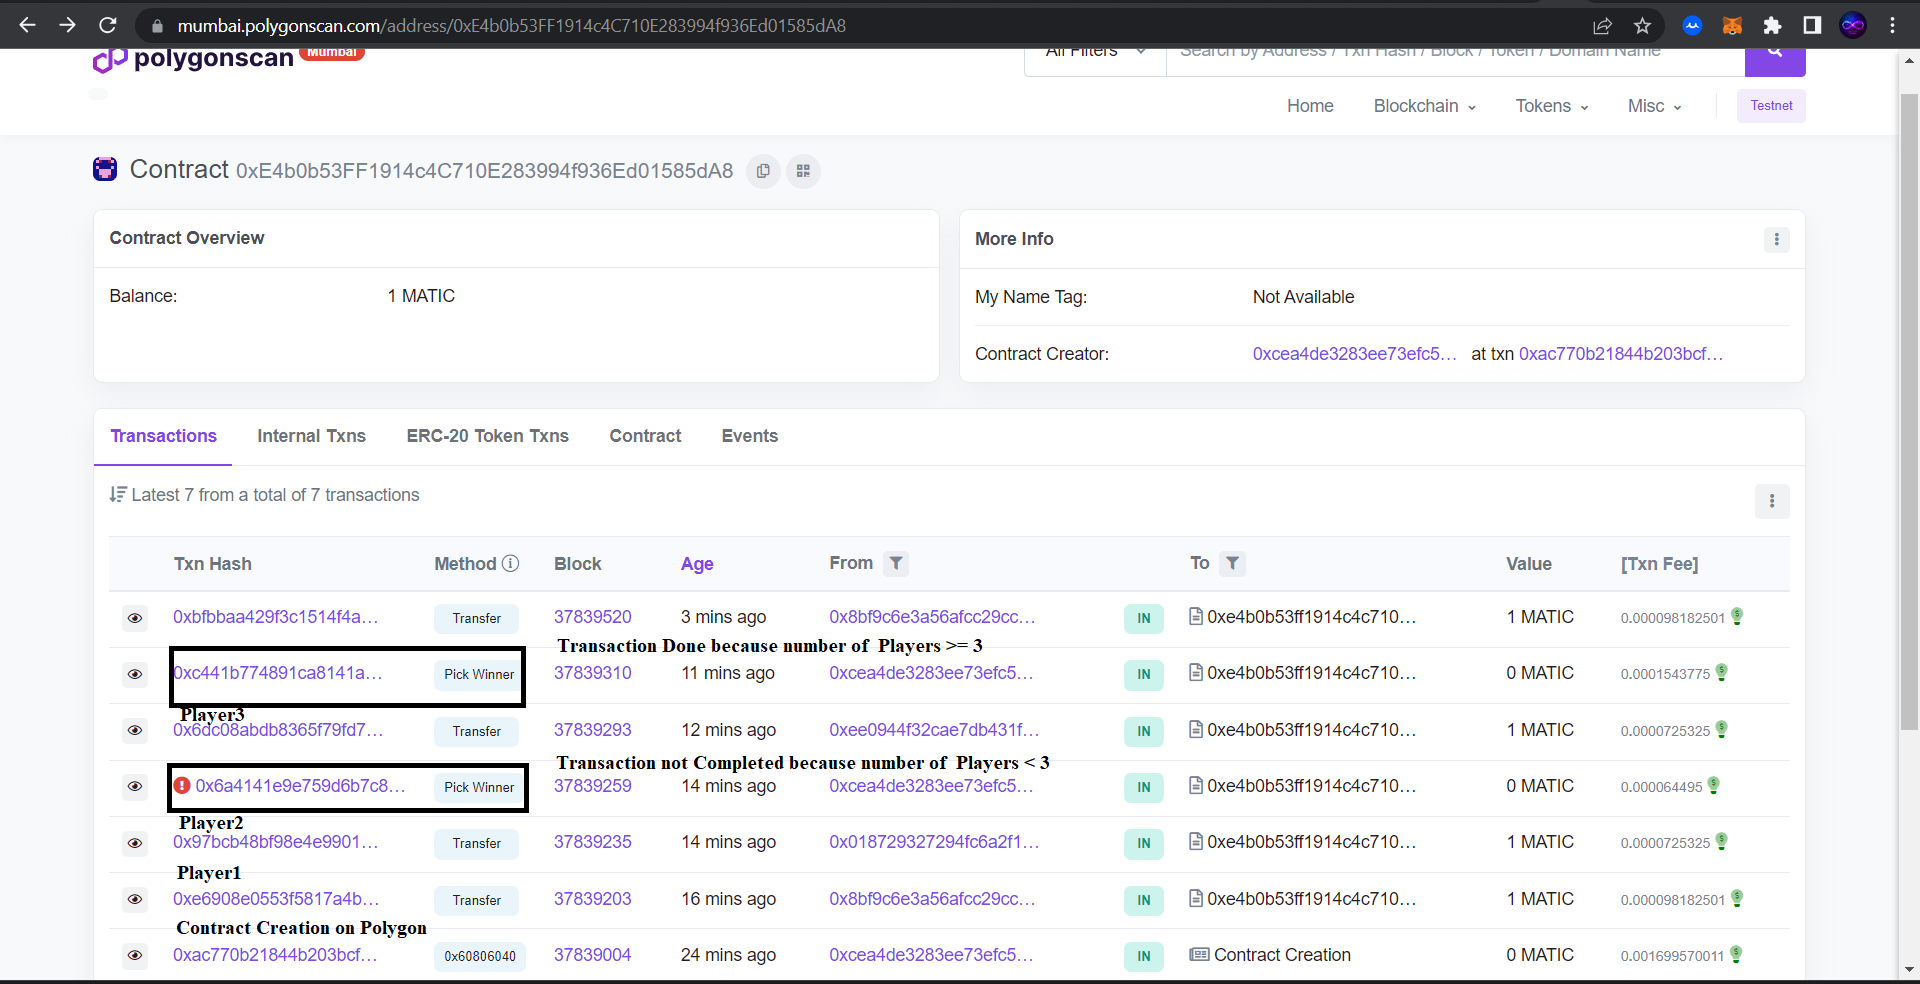 mumbai.polygonscan.com/address/0xE4b0b53FF1914c4C710E283994f936Ed01585dA8
polygonscan Mumbai
All Filters Search by Address / Txn Hash / Block / Token / Domain Name
Home Blockchain Tokens Misc Testnet
Contract 0xE4b0b53FF1914c4C710E283994f936Ed01585dA8
Contract Overview
Balance: 1 MATIC
More Info
My Name Tag: Not Available
Contract Creator: 0xcea4de3283ee73efc5... at txn 0xac770b21844b203bcf...
Transactions Internal Txns ERC-20 Token Txns Contract Events
Latest 7 from a total of 7 transactions
Txn Hash Method Block Age From To Value [Txn Fee]
0xbfbbaa429f3c1514f4a... Transfer 37839520 3 mins ago 0x8bf9c6e3a56afcc29cc... IN 0xe4b0b53ff1914c4c710... 1 MATIC 0.000098182501
Transaction Done because number of Players >= 3
0xc441b774891ca8141a... Pick Winner 37839310 11 mins ago 0xcea4de3283ee73efc5... IN 0xe4b0b53ff1914c4c710... 0 MATIC 0.0001543775
Player3
0x6dc08abdb8365f79fd7... Transfer 37839293 12 mins ago 0xee0944f32cae7db431f... IN 0xe4b0b53ff1914c4c710... 1 MATIC 0.0000725325
Transaction not Completed because number of Players < 3
0x6a4141e9e759d6b7c8... Pick Winner 37839259 14 mins ago 0xcea4de3283ee73efc5... IN 0xe4b0b53ff1914c4c710... 0 MATIC 0.000064495
Player2
0x97bcb48bf98e4e9901... Transfer 37839235 14 mins ago 0x018729327294fc6a2f1... IN 0xe4b0b53ff1914c4c710... 1 MATIC 0.0000725325
Player1
0xe6908e0553f5817a4b... Transfer 37839203 16 mins ago 0x8bf9c6e3a56afcc29cc... IN 0xe4b0b53ff1914c4c710... 1 MATIC 0.000098182501
Contract Creation on Polygon
0xac770b21844b203bcf... 0x60806040 37839004 24 mins ago 0xcea4de3283ee73efc5... IN Contract Creation 0 MATIC 0.001699570011